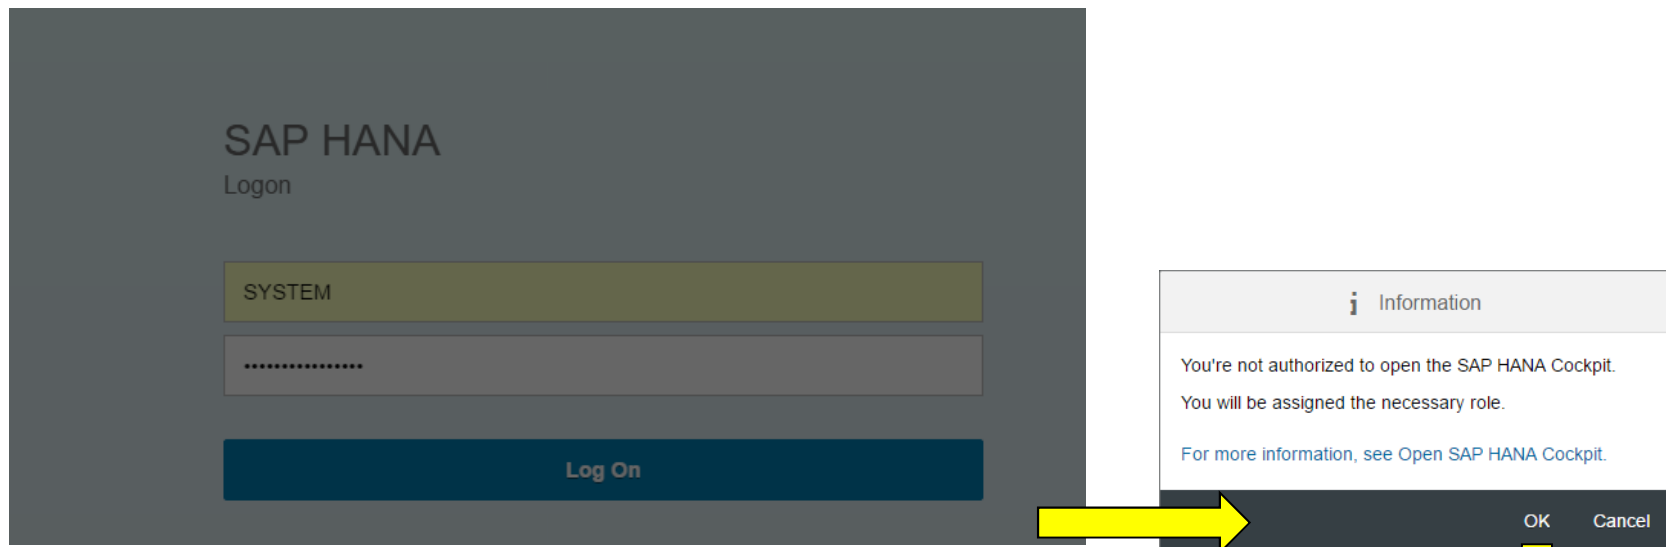 SAP HANA
Logon
SYSTEM
Log On
Information
You're not authorized to open the SAP HANA Cockpit.
You will be assigned the necessary role.
For more information, see Open SAP HANA Cockpit.
OK Cancel